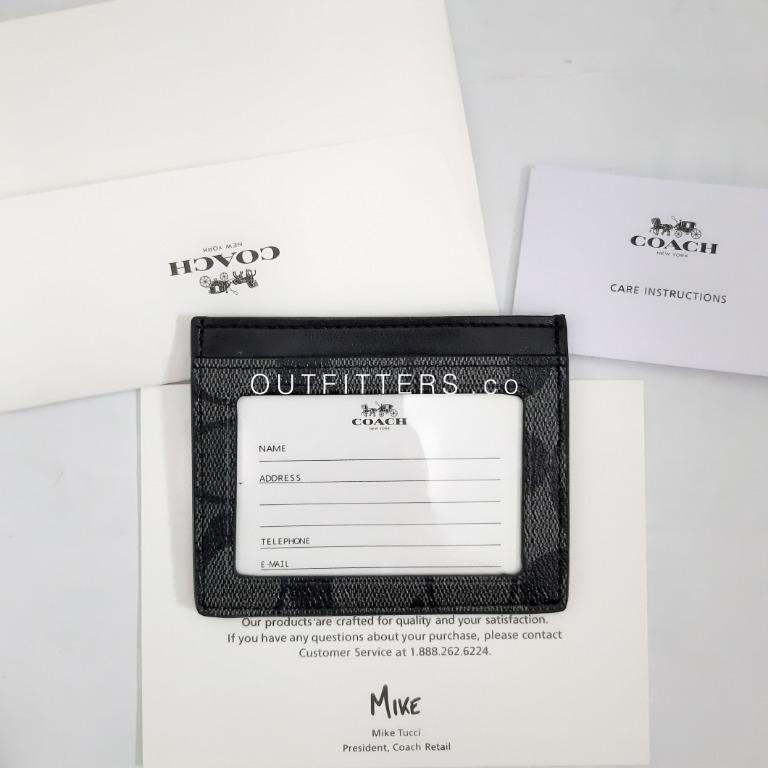 COACH
NEW YORK
COACH
NEW YORK
CARE INSTRUCTIONS
OUTFITTERS.co
COACH
NEW YORK
NAME
ADDRESS
TELEPHONE
E-MAIL
Our products are crafted for quality and your satisfaction.
If you have any questions about your purchase, please contact
Customer Service at 1.888.262.6224.
MIKE
Mike Tucci
President, Coach Retail